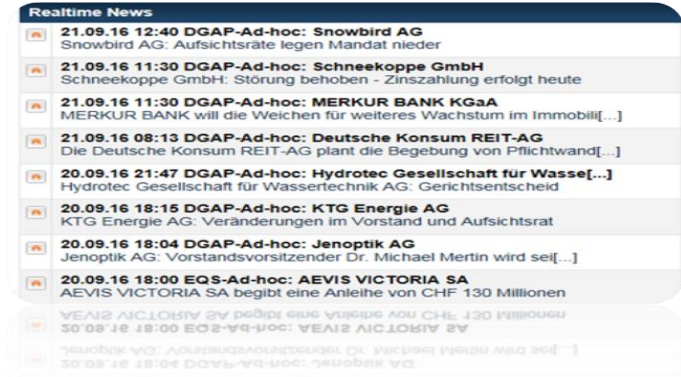 Realtime News
21.09.16 12:40 DGAP-Ad-hoc: Snowbird AG
Snowbird AG: Aufsichtsräte legen Mandat nieder
21.09.16 11:30 DGAP-Ad-hoc: Schneekoppe GmbH
Schneekoppe GmbH: Störung behoben - Zinszahlung erfolgt heute
21.09.16 11:30 DGAP-Ad-hoc: MERKUR BANK KGaA
MERKUR BANK will die Weichen für weiteres Wachstum im Immobili[...]
21.09.16 08:13 DGAP-Ad-hoc: Deutsche Konsum REIT-AG
Die Deutsche Konsum REIT-AG plant die Begebung von Pflichtwand[...]
20.09.16 21:47 DGAP-Ad-hoc: Hydrotec Gesellschaft für Wasse[...]
Hydrotec Gesellschaft für Wassertechnik AG: Gerichtsentscheid
20.09.16 18:15 DGAP-Ad-hoc: KTG Energie AG
KTG Energie AG: Veränderungen im Vorstand und Aufsichtsrat
20.09.16 18:04 DGAP-Ad-hoc: Jenoptik AG
Jenoptik AG: Vorstandsvorsitzender Dr. Michael Mertin wird sei[...]
20.09.16 18:00 EQS-Ad-hoc: AEVIS VICTORIA SA
AEVIS VICTORIA SA begibt eine Anleihe von CHF 130 Millionen